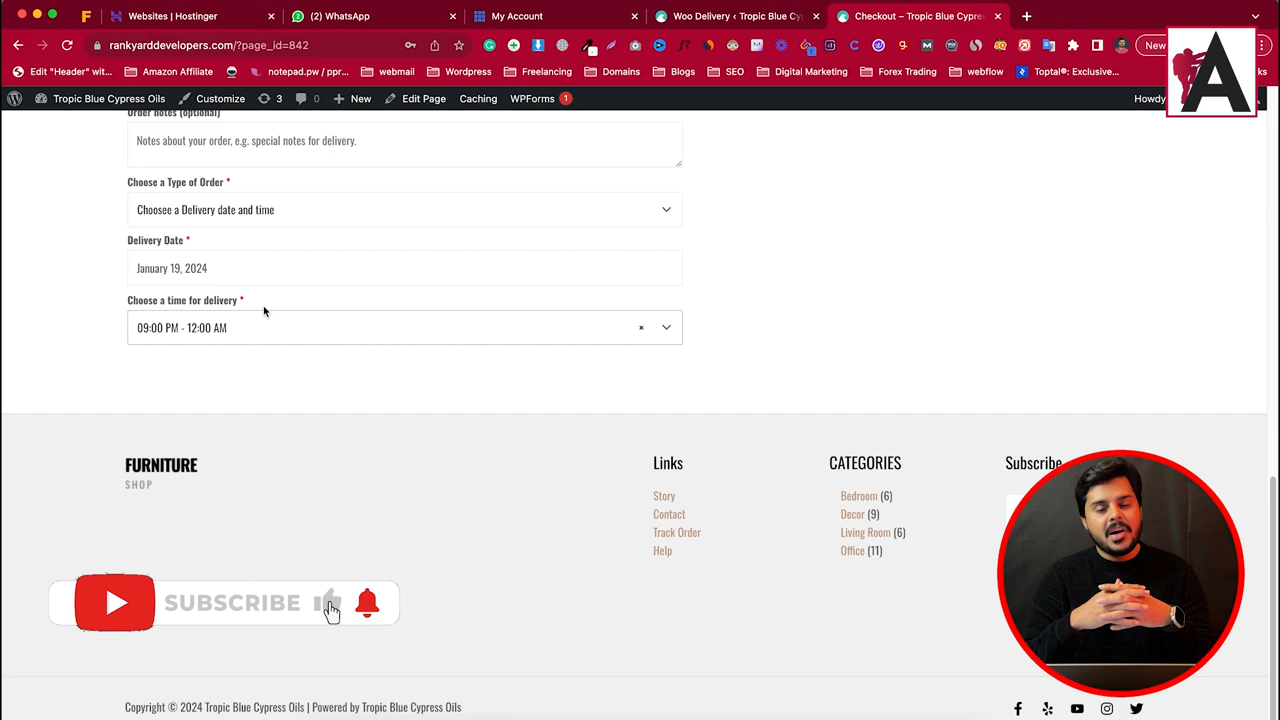 Websites | Hostinger
(2) WhatsApp
My Account
Woo Delivery ‹ Tropic Blue Cy
Checkout – Tropic Blue Cypres
rankyarddevelopers.com/?page_id=842
New
Edit "Header" wit...
Amazon Affiliate
notepad.pw / ppr...
webmail
Wordpress
Freelancing
Domains
Blogs
SEO
Digital Marketing
Forex Trading
webflow
Toptal®: Exclusive...
A
Tropic Blue Cypress Oils
Customize
3
0
New
Edit Page
Caching
WPForms 1
Howdy
Order notes (optional)
Notes about your order, e.g. special notes for delivery.
Choose a Type of Order *
Choosee a Delivery date and time
Delivery Date *
January 19, 2024
Choose a time for delivery *
09:00 PM - 12:00 AM
FURNITURE
SHOP
Links
Story
Contact
Track Order
Help
CATEGORIES
Bedroom (6)
Decor (9)
Living Room (6)
Office (11)
Subscribe
SUBSCRIBE
Copyright © 2024 Tropic Blue Cypress Oils | Powered by Tropic Blue Cypress Oils